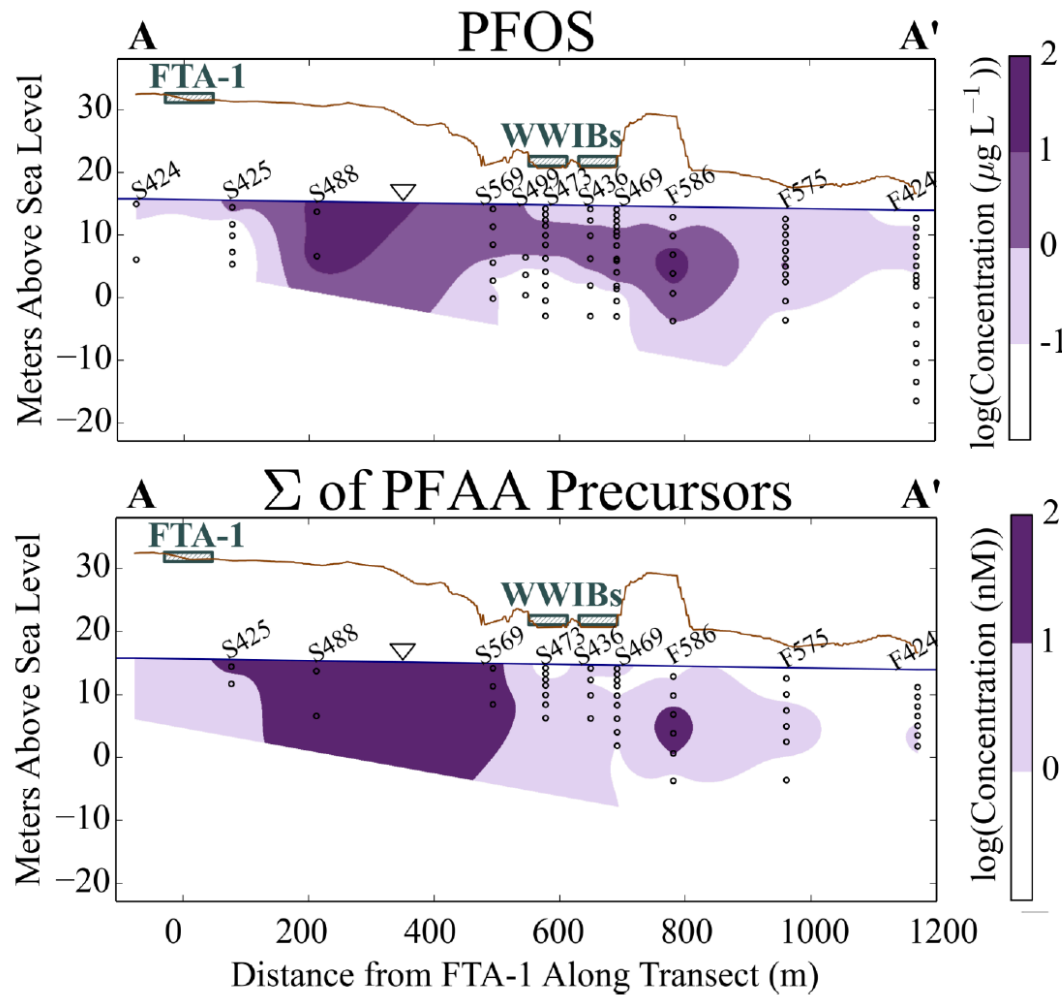 A PFOS A'
FTA-1
WWIBs
S424
S425
S488
S569
S499
S473
S436
S469
F586
F575
F424
30
20
10
0
−10
−20
Meters Above Sea Level
2
1
0
-1
log(Concentration (μg L⁻¹))
A Σ of PFAA Precursors A'
FTA-1
WWIBs
S425
S488
S569
S473
S436
S469
F586
F575
F424
30
20
10
0
−10
−20
Meters Above Sea Level
2
1
0
log(Concentration (nM))
0 200 400 600 800 1000 1200
Distance from FTA-1 Along Transect (m)